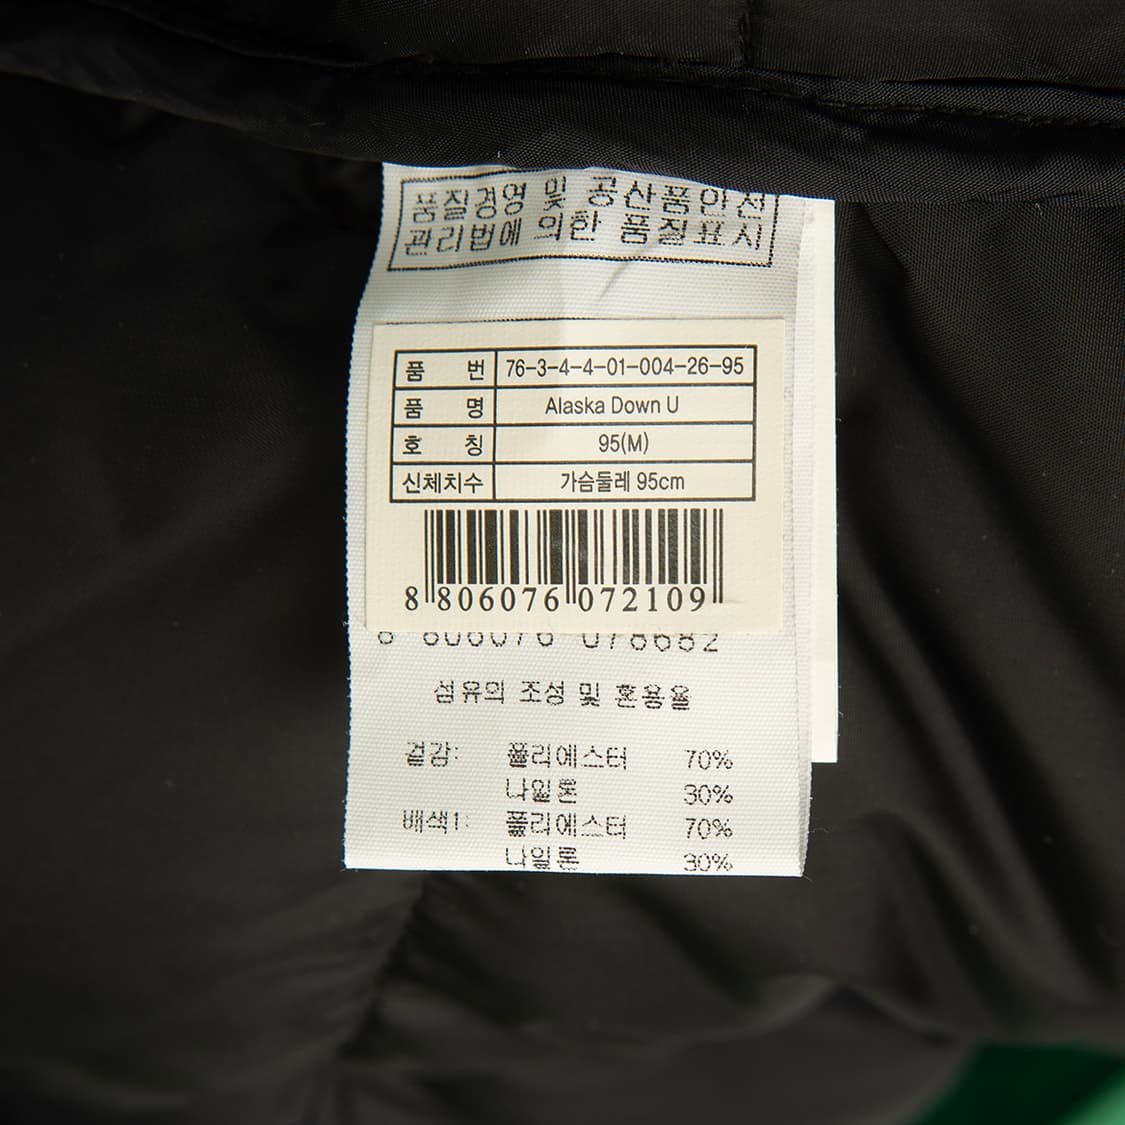 품질경영 및 공산품안전
관리법에 의한 품질표시
품 번 76-3-4-4-01-004-26-95
품 명 Alaska Down U
호 칭 95(M)
신체치수 가슴둘레 95cm
8 806076 072109
8 806076 078682
섬유의 조성 및 혼용율
겉감: 폴리에스터 70%
나일론 30%
배색1: 폴리에스터 70%
나일론 30%